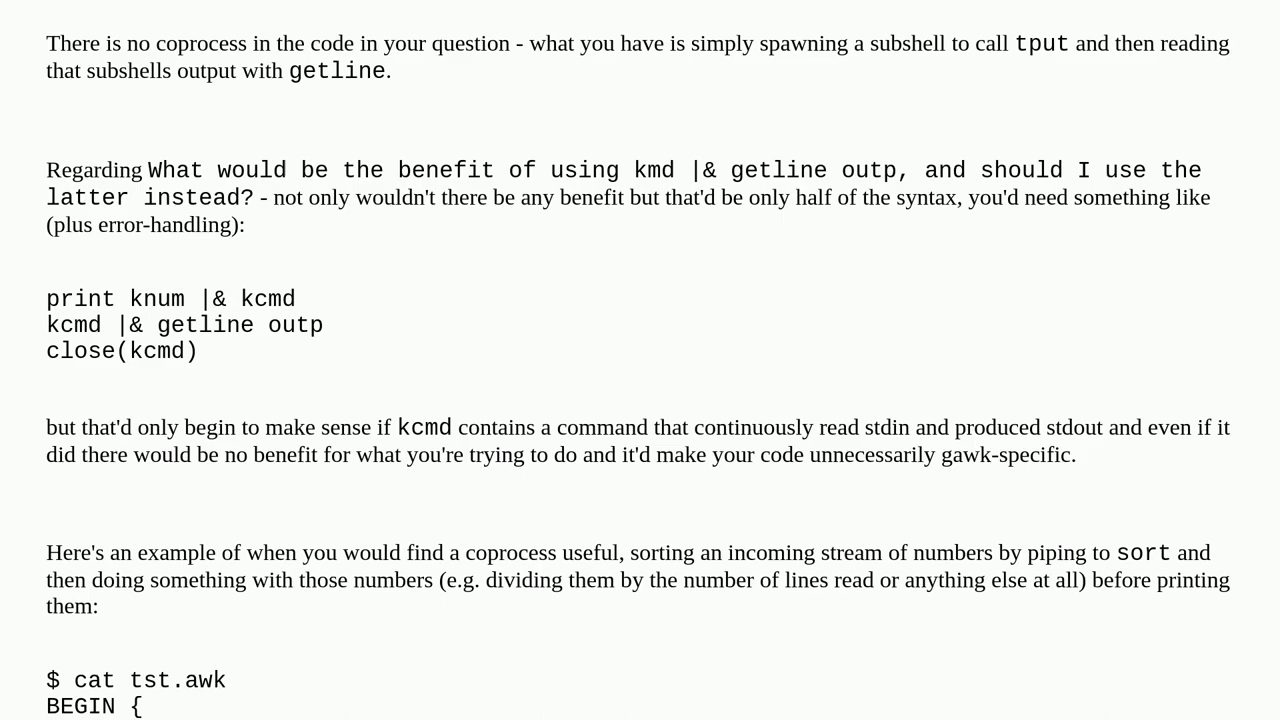 There is no coprocess in the code in your question - what you have is simply spawning a subshell to call tput and then reading
that subshells output with getline.
Regarding What would be the benefit of using kmd |& getline outp, and should I use the
latter instead? - not only wouldn't there be any benefit but that'd be only half of the syntax, you'd need something like
(plus error-handling):
print knum |& kcmd
kcmd |& getline outp
close(kcmd)
but that'd only begin to make sense if kcmd contains a command that continuously read stdin and produced stdout and even if it
did there would be no benefit for what you're trying to do and it'd make your code unnecessarily gawk-specific.
Here's an example of when you would find a coprocess useful, sorting an incoming stream of numbers by piping to sort and
then doing something with those numbers (e.g. dividing them by the number of lines read or anything else at all) before printing
them:
$ cat tst.awk
BEGIN {